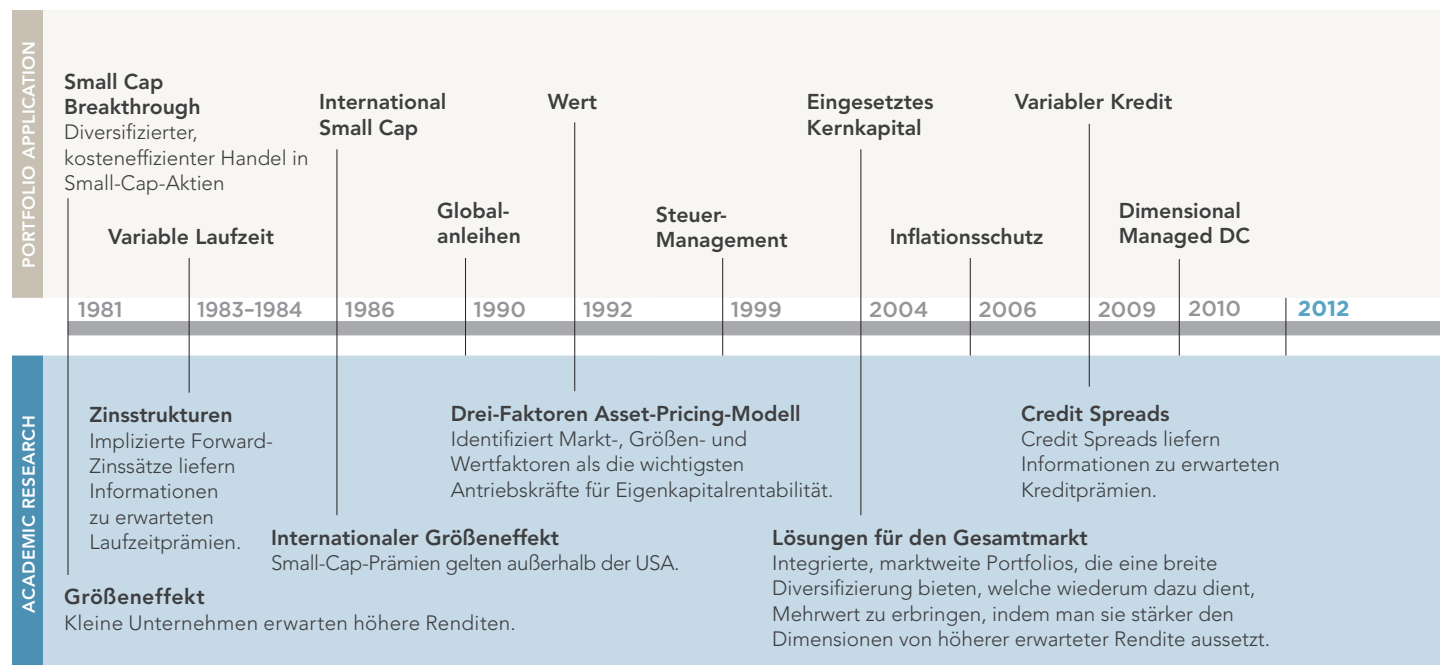 PORTFOLIO APPLICATION
Small Cap
Breakthrough
Diversifizierter,
kosteneffizienter Handel in
Small-Cap-Aktien
Variable Laufzeit
International
Small Cap
Global-
anleihen
Wert
Steuer-
Management
Eingesetztes
Kernkapital
Inflationsschutz
Variabler Kredit
Dimensional
Managed DC
1981
1983–1984
1986
1990
1992
1999
2004
2006
2009
2010
2012
ACADEMIC RESEARCH
Zinsstrukturen
Implizierte Forward-
Zinssätze liefern
Informationen
zu erwarteten
Laufzeitprämien.
Größeneffekt
Kleine Unternehmen erwarten höhere Renditen.
Internationaler Größeneffekt
Small-Cap-Prämien gelten außerhalb der USA.
Drei-Faktoren Asset-Pricing-Modell
Identifiziert Markt-, Größen- und
Wertfaktoren als die wichtigsten
Antriebskräfte für Eigenkapitalrentabilität.
Lösungen für den Gesamtmarkt
Integrierte, marktweite Portfolios, die eine breite
Diversifizierung bieten, welche wiederum dazu dient,
Mehrwert zu erbringen, indem man sie stärker den
Dimensionen von höherer erwarteter Rendite aussetzt.
Credit Spreads
Credit Spreads liefern
Informationen zu erwarteten
Kreditprämien.